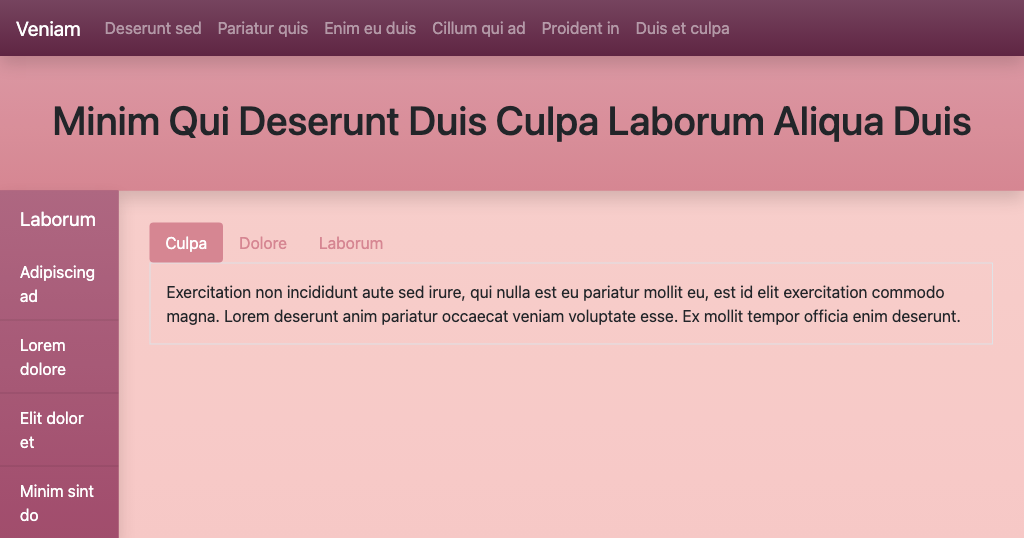 Veniam Deserunt sed Pariatur quis Enim eu duis Cillum qui ad Proident in Duis et culpa
Minim Qui Deserunt Duis Culpa Laborum Aliqua Duis
Laborum
Adipiscing
ad
Lorem
dolore
Elit dolor
et
Minim sint
do
Culpa Dolore Laborum
Exercitation non incididunt aute sed irure, qui nulla est eu pariatur mollit eu, est id elit exercitation commodo
magna. Lorem deserunt anim pariatur occaecat veniam voluptate esse. Ex mollit tempor officia enim deserunt.